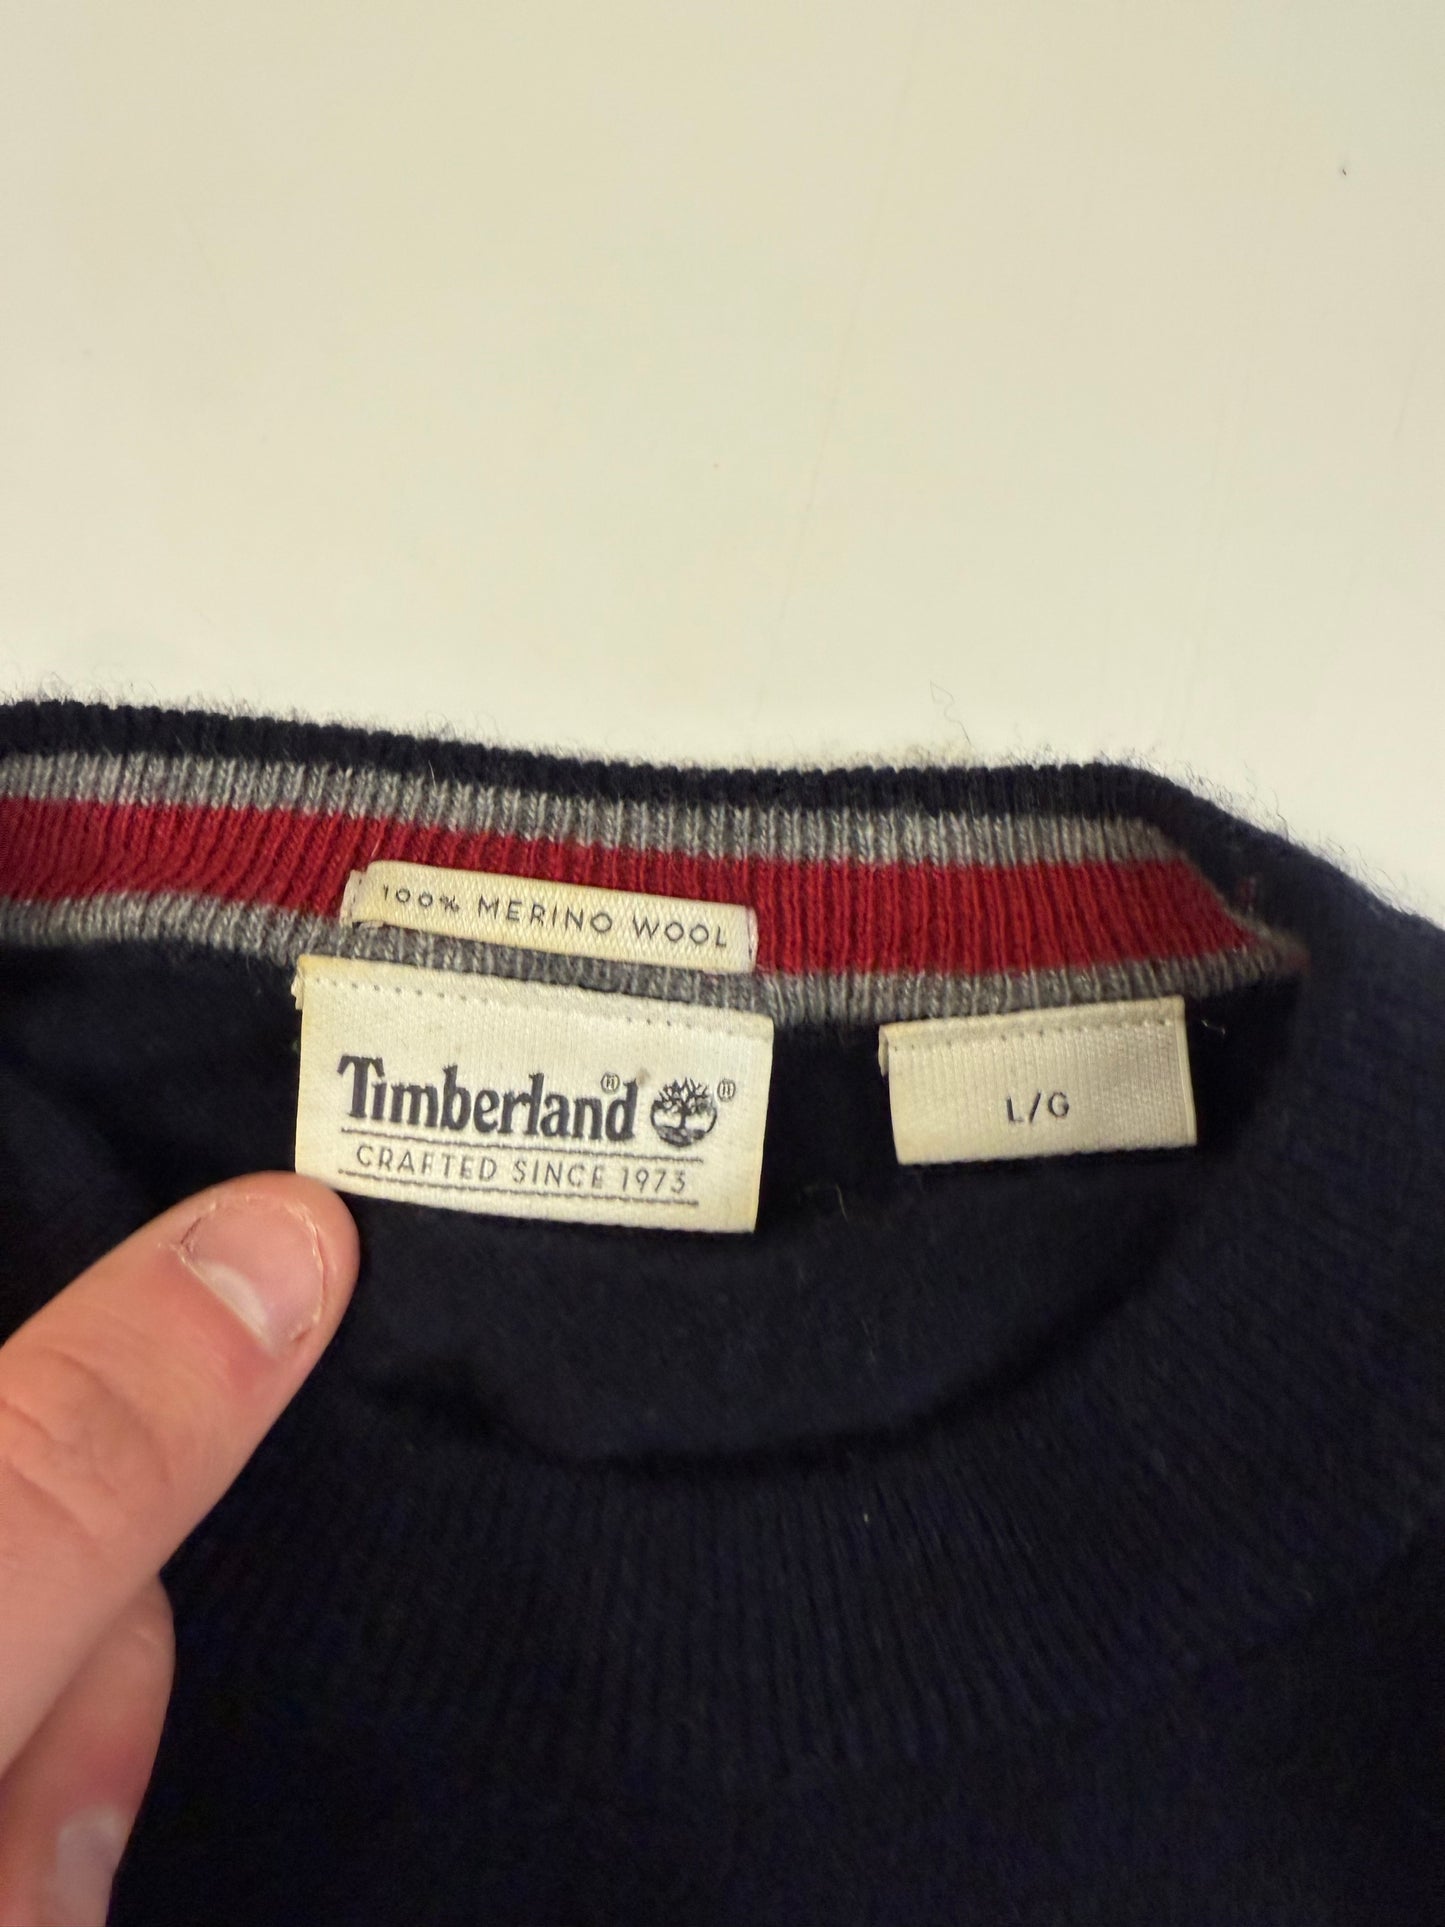 100% MERINO WOOL
Timberland®®
CRAFTED SINCE 1973
L/G